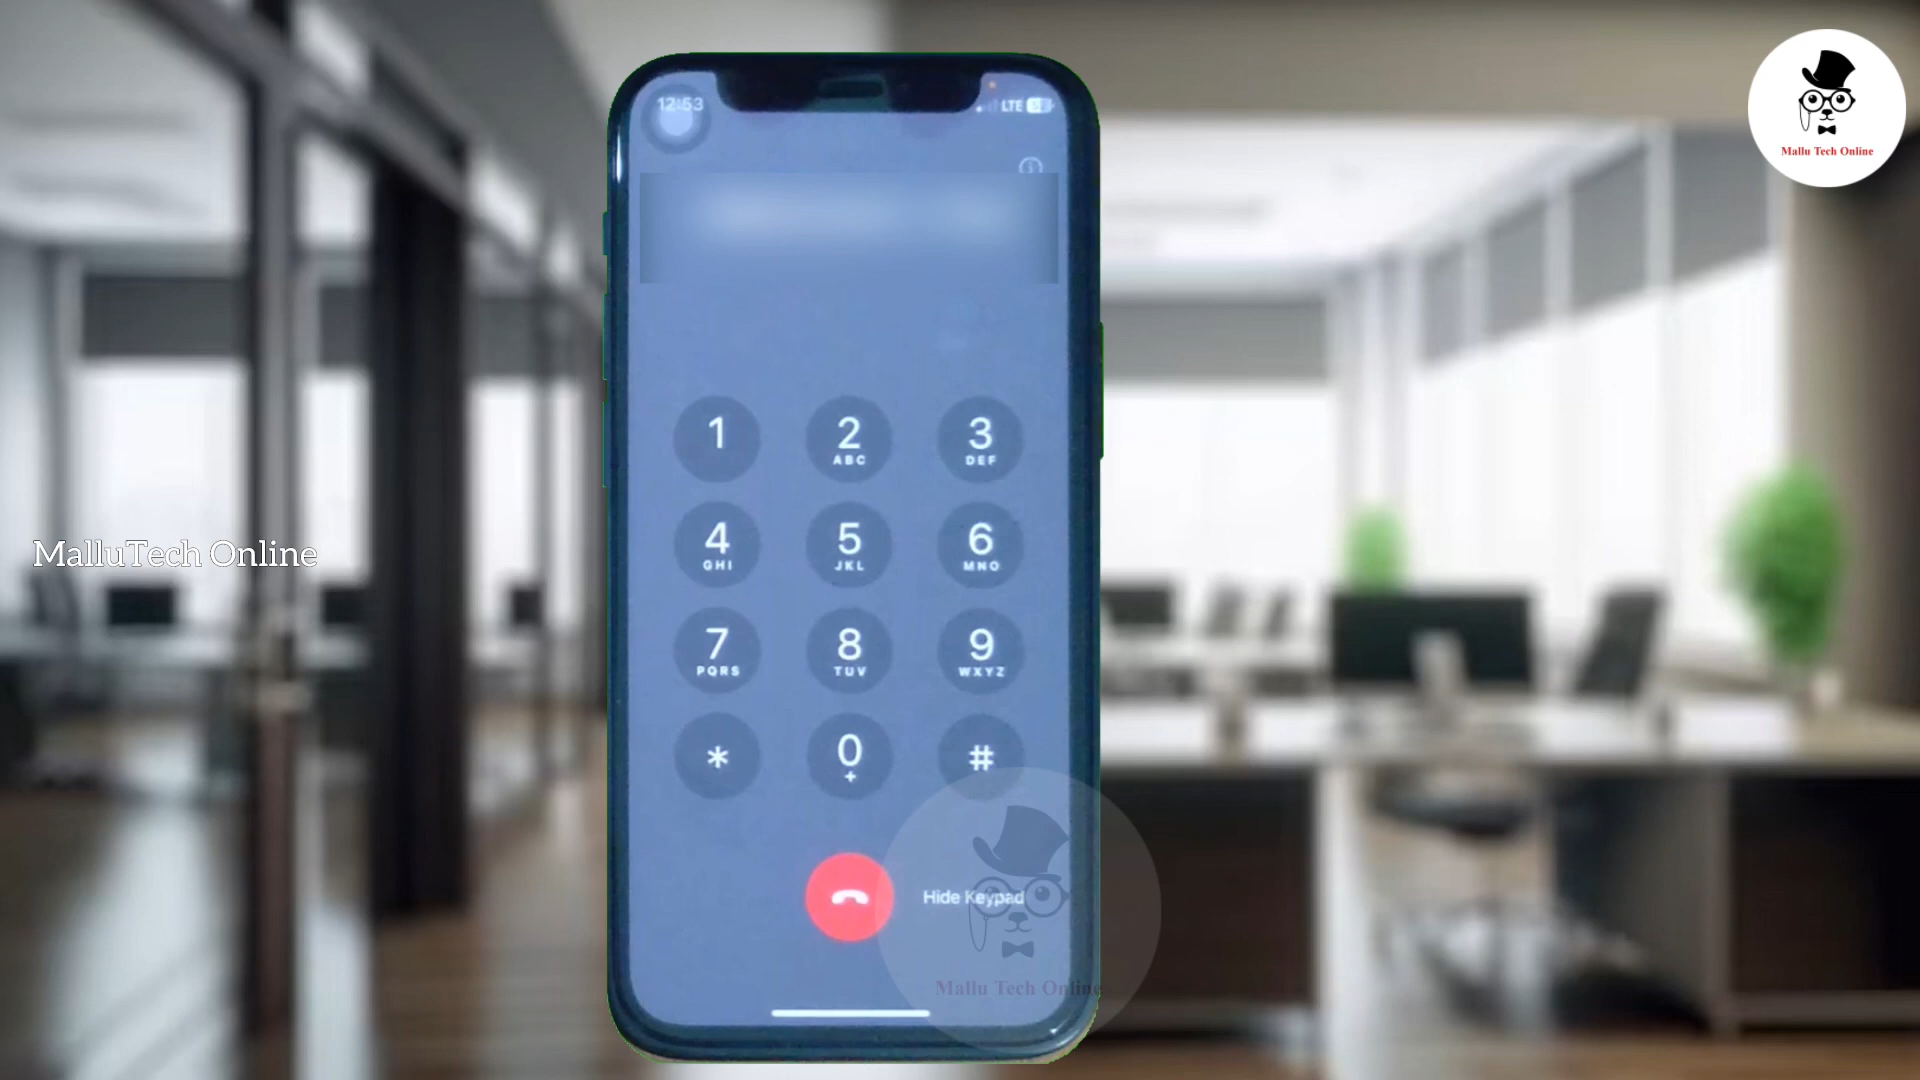 12:53
LTE
1
2
ABC
3
DEF
4
GHI
5
JKL
6
MNO
7
PQRS
8
TUV
9
WXYZ
*
0
+
#
Hide Keypad
Mallu Tech Online
MalluTech Online
Mallu Tech Online